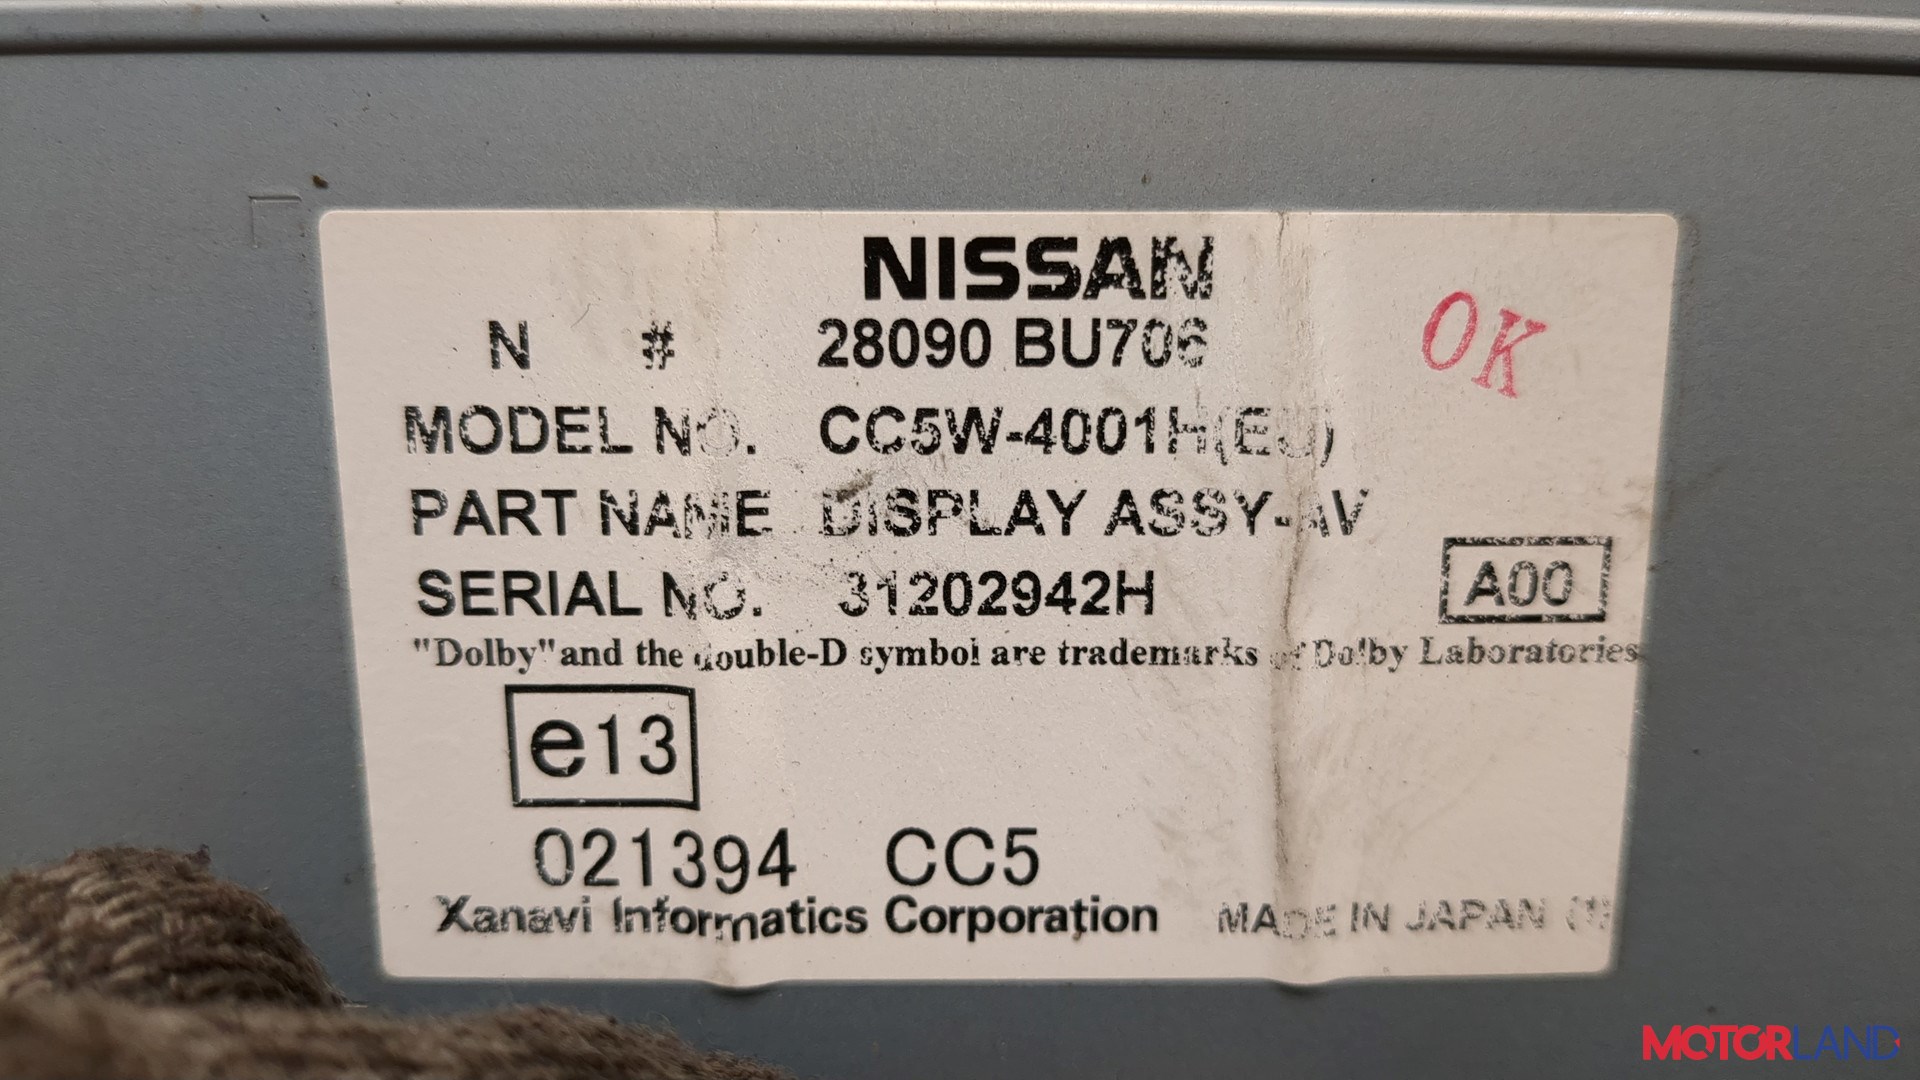 NISSAN
N # 28090 BU706
OK
MODEL NO. CC5W-4001H(EU)
PART NAME DISPLAY ASSY-AV
SERIAL NO. 31202942H
A00
"Dolby" and the double-D symbol are trademarks of Dolby Laboratories.
e13
021394 CC5
Xanavi Informatics Corporation MADE IN JAPAN (1)
MOTORLAND